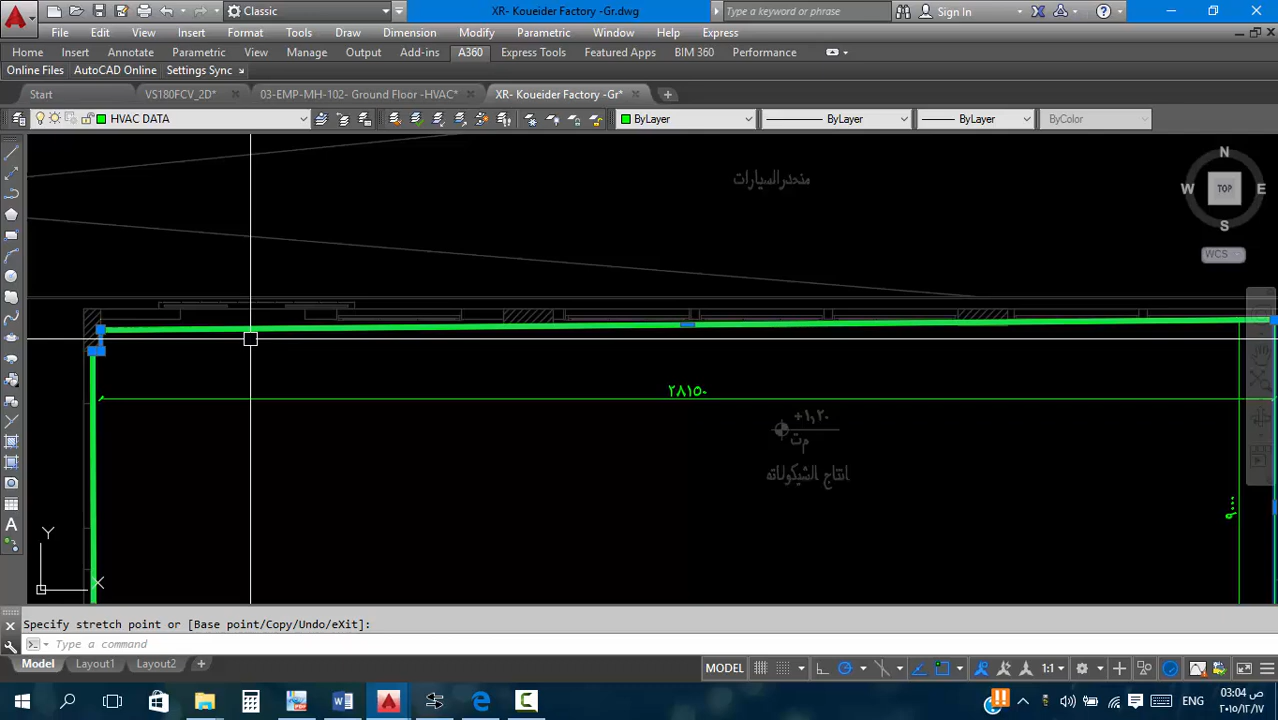 Classic
XR- Koueider Factory -Gr.dwg
Type a keyword or phrase
Sign In
File Edit View Insert Format Tools Draw Dimension Modify Parametric Window Help Express
Home Insert Annotate Parametric View Manage Output Add-ins A360 Express Tools Featured Apps BIM 360 Performance
Online Files AutoCAD Online Settings Sync
Start VS180FCV_2D* 03-EMP-MH-102- Ground Floor -HVAC* XR- Koueider Factory -Gr*
HVAC DATA ByLayer ByLayer ByLayer ByColor
منحدرالسيارات
N
W TOP E
S
WCS
٢٨١٥٠
+١,٢٠
م.ت
انتاج الشيكولاته
Y
X
Specify stretch point or [Base point/Copy/Undo/eXit]:
Type a command
Model Layout1 Layout2 +
MODEL 1:1
ENG
03:04 ص
٢٠١٥/١٢/١٧